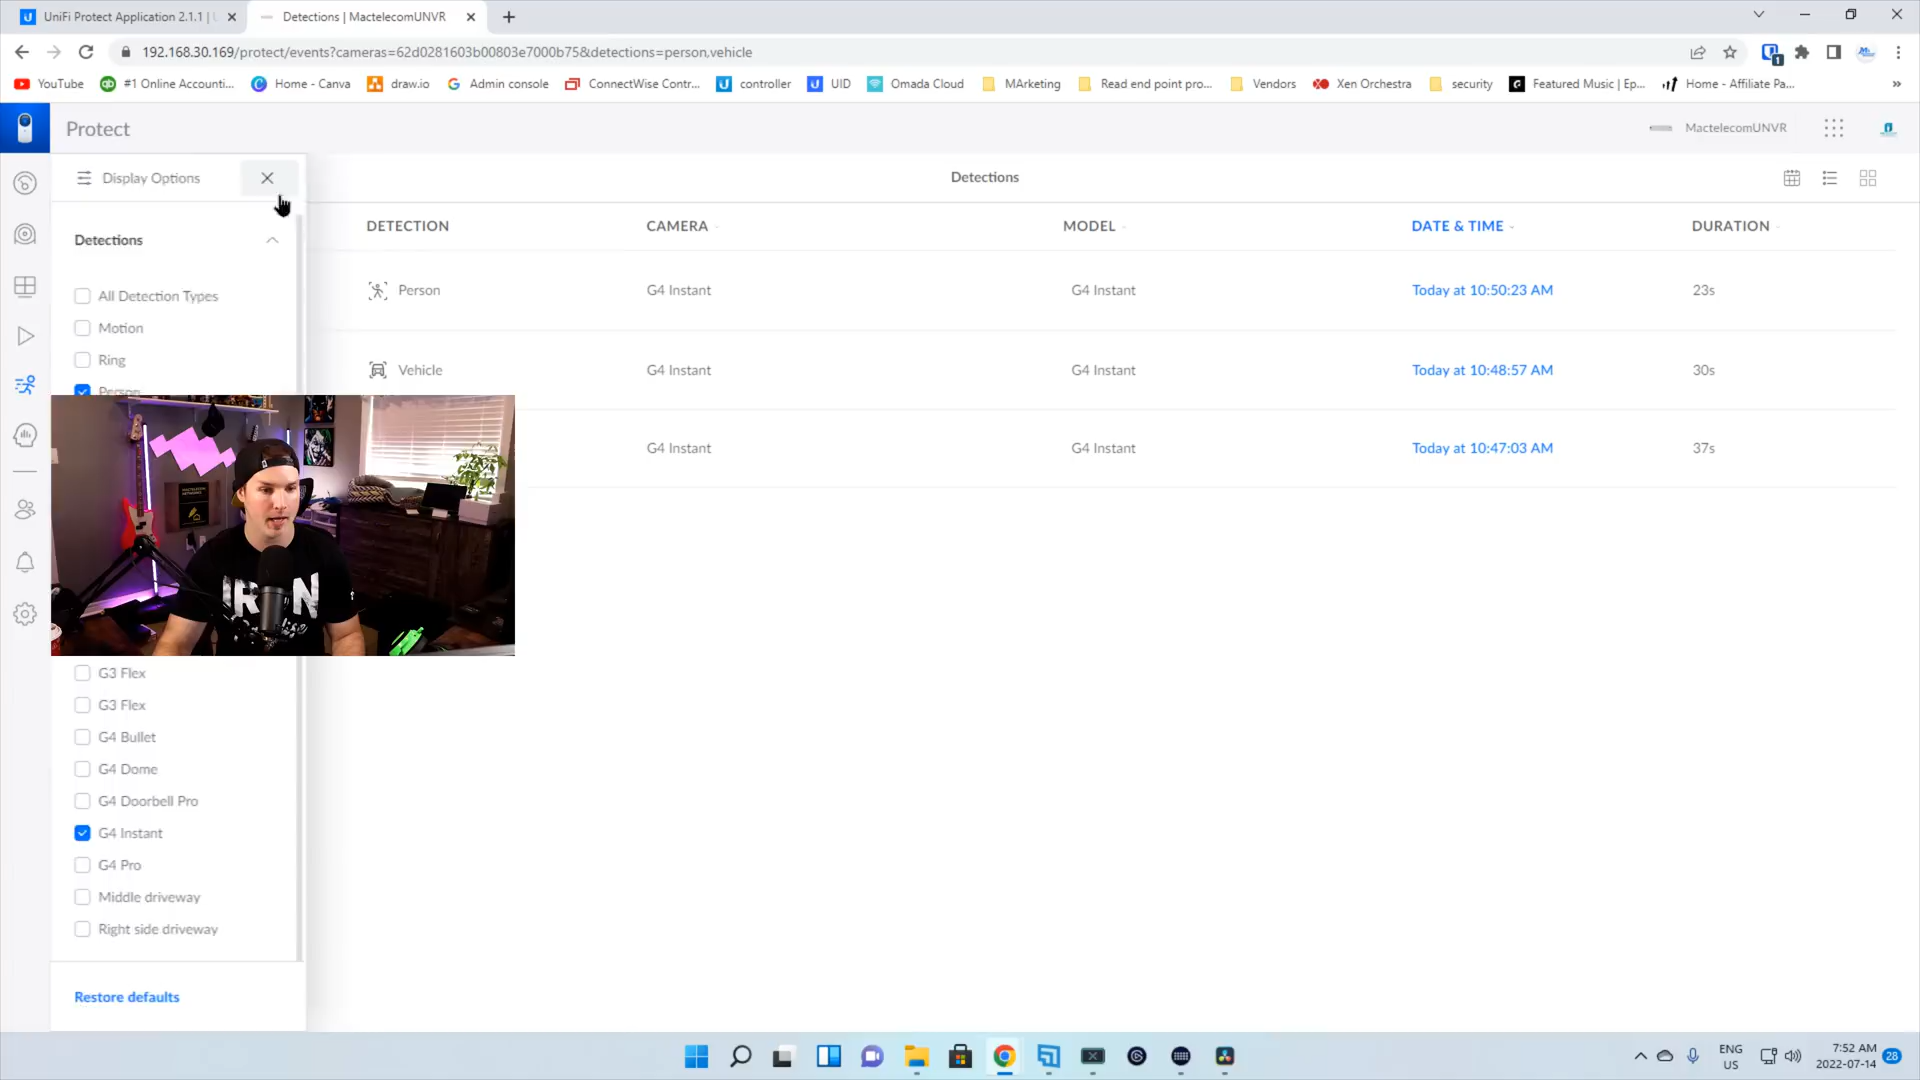 UniFi Protect Application 2.1.1 |
Detections | MactelecomUNVR
192.168.30.169/protect/events?cameras=62d0281603b00803e7000b75&detections=person,vehicle
1
YouTube
#1 Online Accounti...
Home - Canva
draw.io
Admin console
ConnectWise Contr...
controller
UID
Omada Cloud
MArketing
Read end point pro...
Vendors
Xen Orchestra
security
Featured Music | Ep...
Home - Affiliate Pa...
»
Protect
MactelecomUNVR
Display Options
Detections
DETECTION CAMERA MODEL DATE & TIME DURATION
Person G4 Instant G4 Instant Today at 10:50:23 AM 23s
Vehicle G4 Instant G4 Instant Today at 10:48:57 AM 30s
G4 Instant G4 Instant Today at 10:47:03 AM 37s
Detections
All Detection Types
Motion
Ring
Person
G3 Flex
G3 Flex
G4 Bullet
G4 Dome
G4 Doorbell Pro
G4 Instant
G4 Pro
Middle driveway
Right side driveway
Restore defaults
ENG
US
7:52 AM
2022-07-14
28